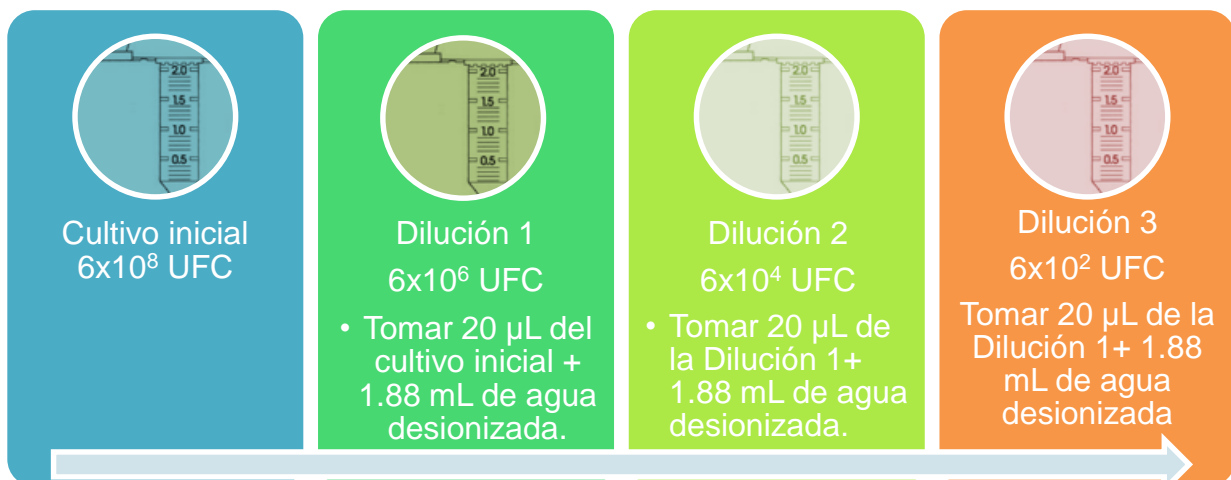 2.0
1.5
1.0
0.5
Cultivo inicial
6x10⁸ UFC
2.0
1.5
1.0
0.5
Dilución 1
6x10⁶ UFC
• Tomar 20 µL del
cultivo inicial +
1.88 mL de agua
desionizada.
2.0
1.5
1.0
0.5
Dilución 2
6x10⁴ UFC
• Tomar 20 µL de
la Dilución 1+
1.88 mL de agua
desionizada.
2.0
1.5
1.0
0.5
Dilución 3
6x10² UFC
Tomar 20 µL de la
Dilución 1+ 1.88
mL de agua
desionizada